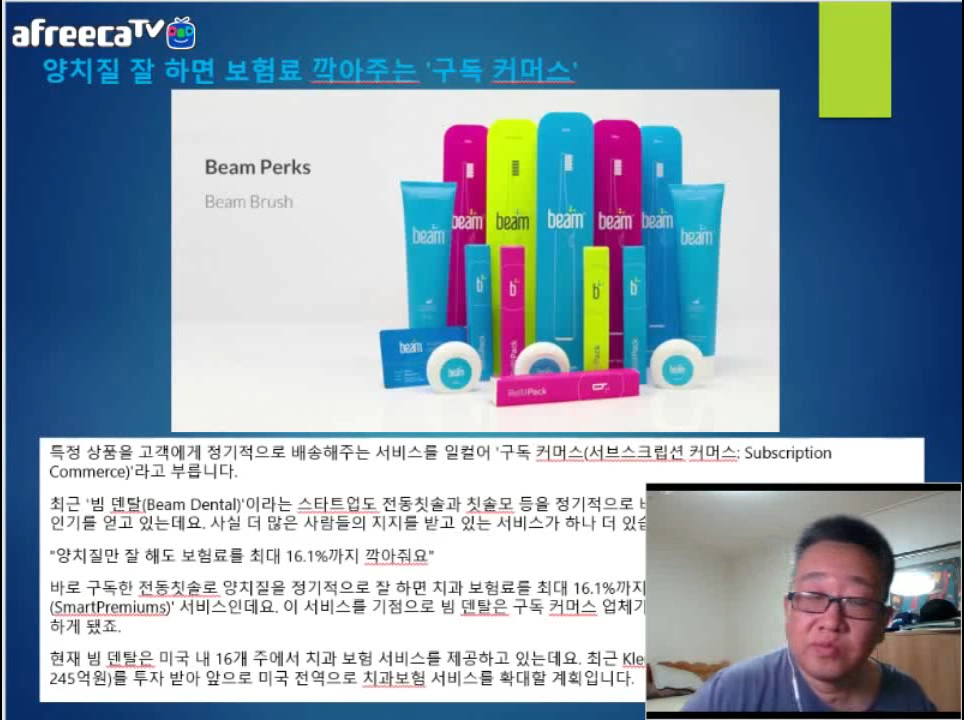 afreecaTV
양치질 잘 하면 보험료 깍아주는 '구독 커머스'
Beam Perks
Beam Brush
beam
beam
beam
beam
beam
beam
beam
b
b
b
b
beam
beam
beam
RefillPack
특정 상품을 고객에게 정기적으로 배송해주는 서비스를 일컬어 '구독 커머스(서브스크립션 커머스: Subscription
Commerce)'라고 부릅니다.
최근 '빔 덴탈(Beam Dental)'이라는 스타트업도 전동칫솔과 칫솔모 등을 정기적으로
인기를 얻고 있는데요. 사실 더 많은 사람들의 지지를 받고 있는 서비스가 하나 더
"양치질만 잘 해도 보험료를 최대 16.1%까지 깍아줘요"
바로 구독한 전동칫솔로 양치질을 정기적으로 잘 하면 치과 보험료를 최대 16.1%까지
(SmartPremiums)' 서비스인데요. 이 서비스를 기점으로 빔 덴탈은 구독 커머스 업체
하게 됐죠.
현재 빔 덴탈은 미국 내 16개 주에서 치과 보험 서비스를 제공하고 있는데요. 최근 Kle
245억원)를 투자 받아 앞으로 미국 전역으로 치과보험 서비스를 확대할 계획입니다.